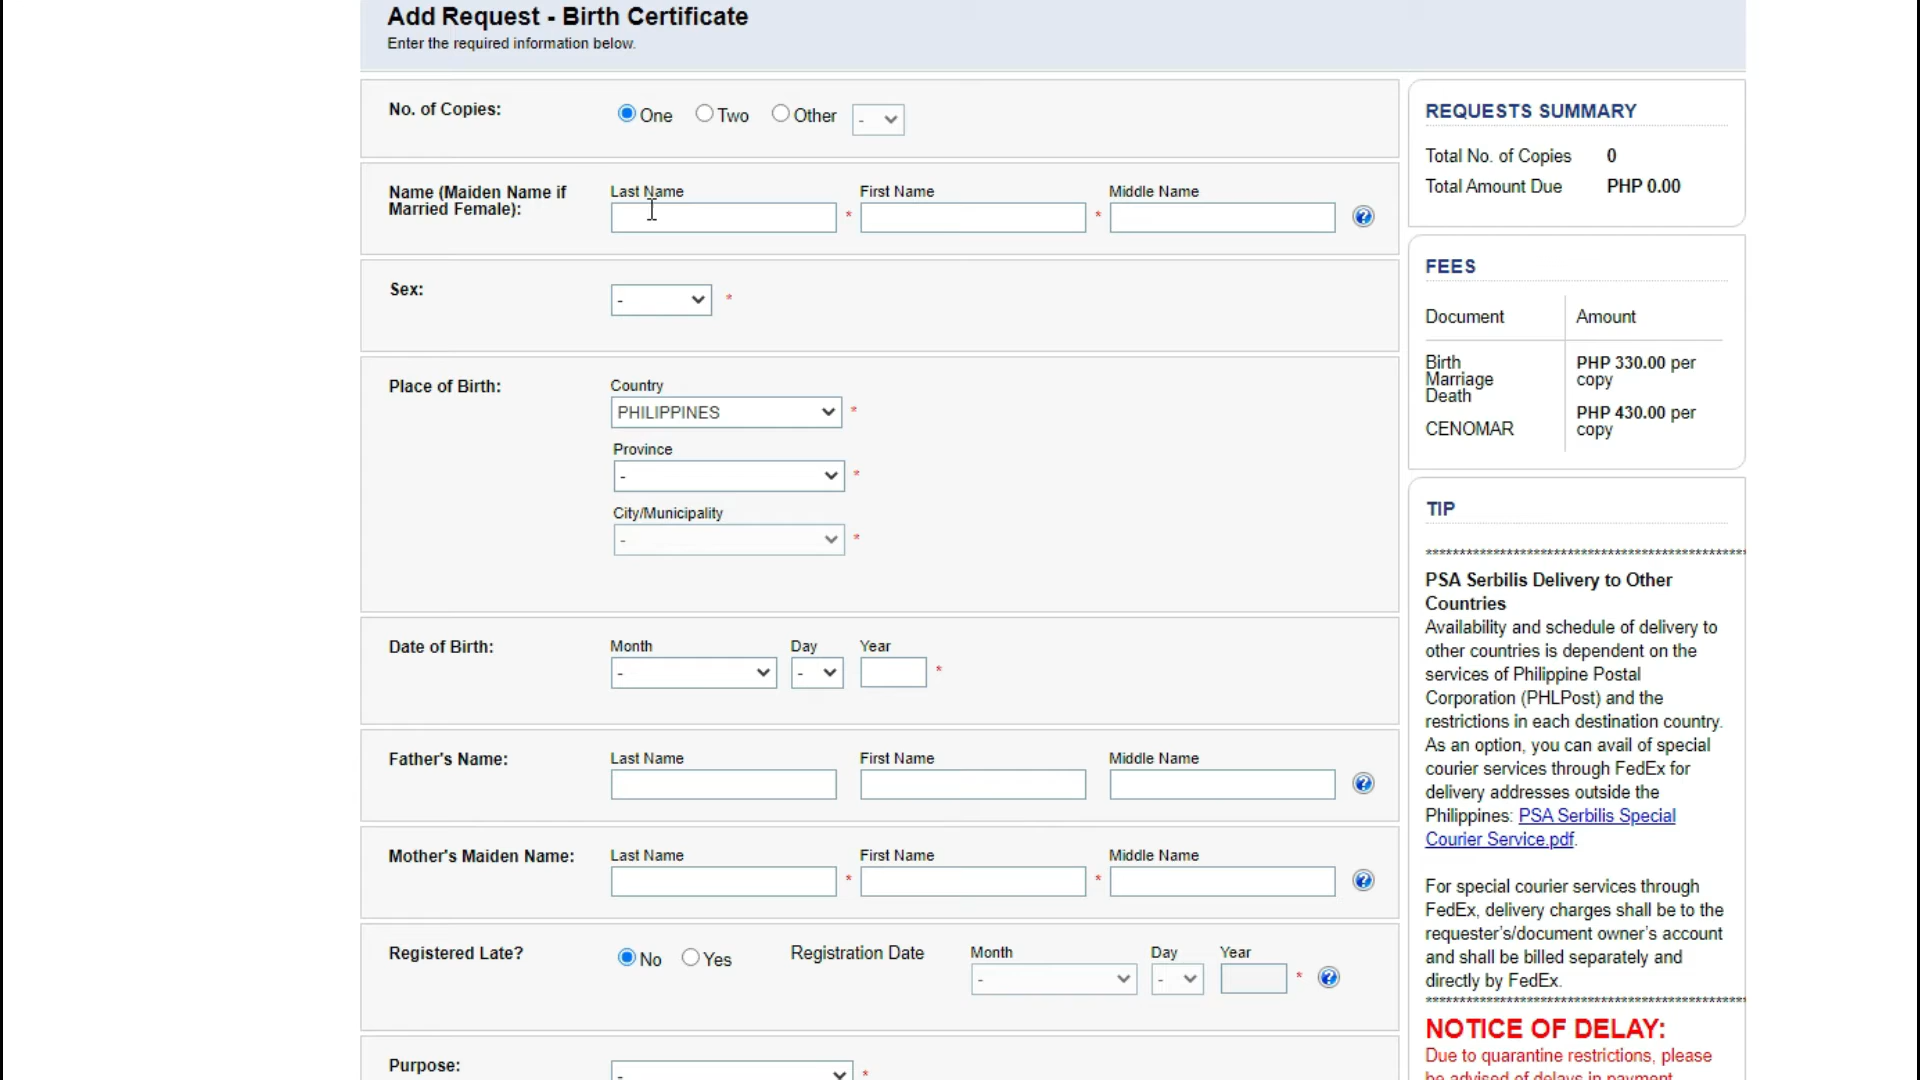 Add Request - Birth Certificate
Enter the required information below.
No. of Copies:
One Two Other -
Name (Maiden Name if
Married Female):
Last Name * First Name * Middle Name
Sex:
- *
Place of Birth:
Country
PHILIPPINES *
Province
- *
City/Municipality
- *
Date of Birth:
Month Day Year
- - *
Father's Name:
Last Name First Name Middle Name
Mother's Maiden Name:
Last Name * First Name * Middle Name
Registered Late?
No Yes Registration Date
Month Day Year
- - *
Purpose:
- *
REQUESTS SUMMARY
Total No. of Copies 0
Total Amount Due PHP 0.00
FEES
Document Amount
Birth
Marriage
Death
PHP 330.00 per
copy
CENOMAR
PHP 430.00 per
copy
TIP
************************************************
PSA Serbilis Delivery to Other
Countries
Availability and schedule of delivery to
other countries is dependent on the
services of Philippine Postal
Corporation (PHLPost) and the
restrictions in each destination country.
As an option, you can avail of special
courier services through FedEx for
delivery addresses outside the
Philippines: PSA Serbilis Special
Courier Service.pdf.
For special courier services through
FedEx, delivery charges shall be to the
requester's/document owner's account
and shall be billed separately and
directly by FedEx.
************************************************
NOTICE OF DELAY:
Due to quarantine restrictions, please
be advised of delays in payment